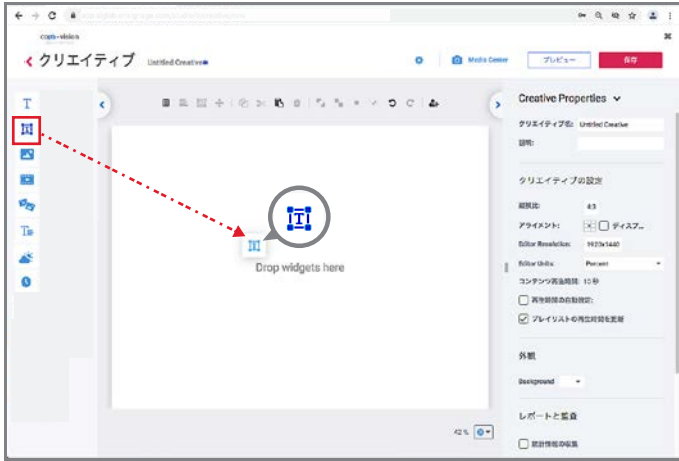 com-vision
クリエイティブ
Untitled Creative
Media Center
プレビュー
保存
T
Drop widgets here
42 %
Creative Properties
クリエイティブ名: Untitled Creative
説明:
クリエイティブの設定
縦横比: 4:3
アライメント: ディスプ...
Editor Resolution: 1920x1440
Editor Units: Percent
コンテンツ再生時間: 10 秒
再生時間の自動設定:
プレイリストの再生時間を更新
外観
Background
レポートと監査
統計情報の収集